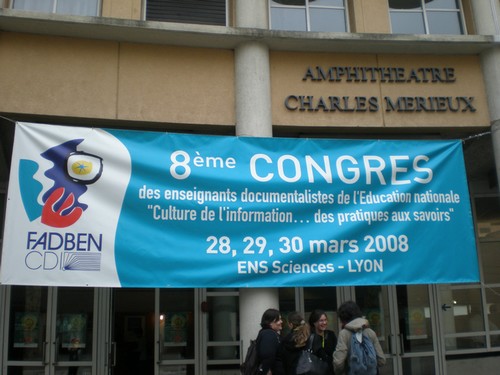 AMPHITHEATRE
CHARLES MERIEUX
8ème CONGRES
des enseignants documentalistes de l'Education nationale
"Culture de l'information... des pratiques aux savoirs"
28, 29, 30 mars 2008
ENS Sciences - LYON
FADBEN
CDI